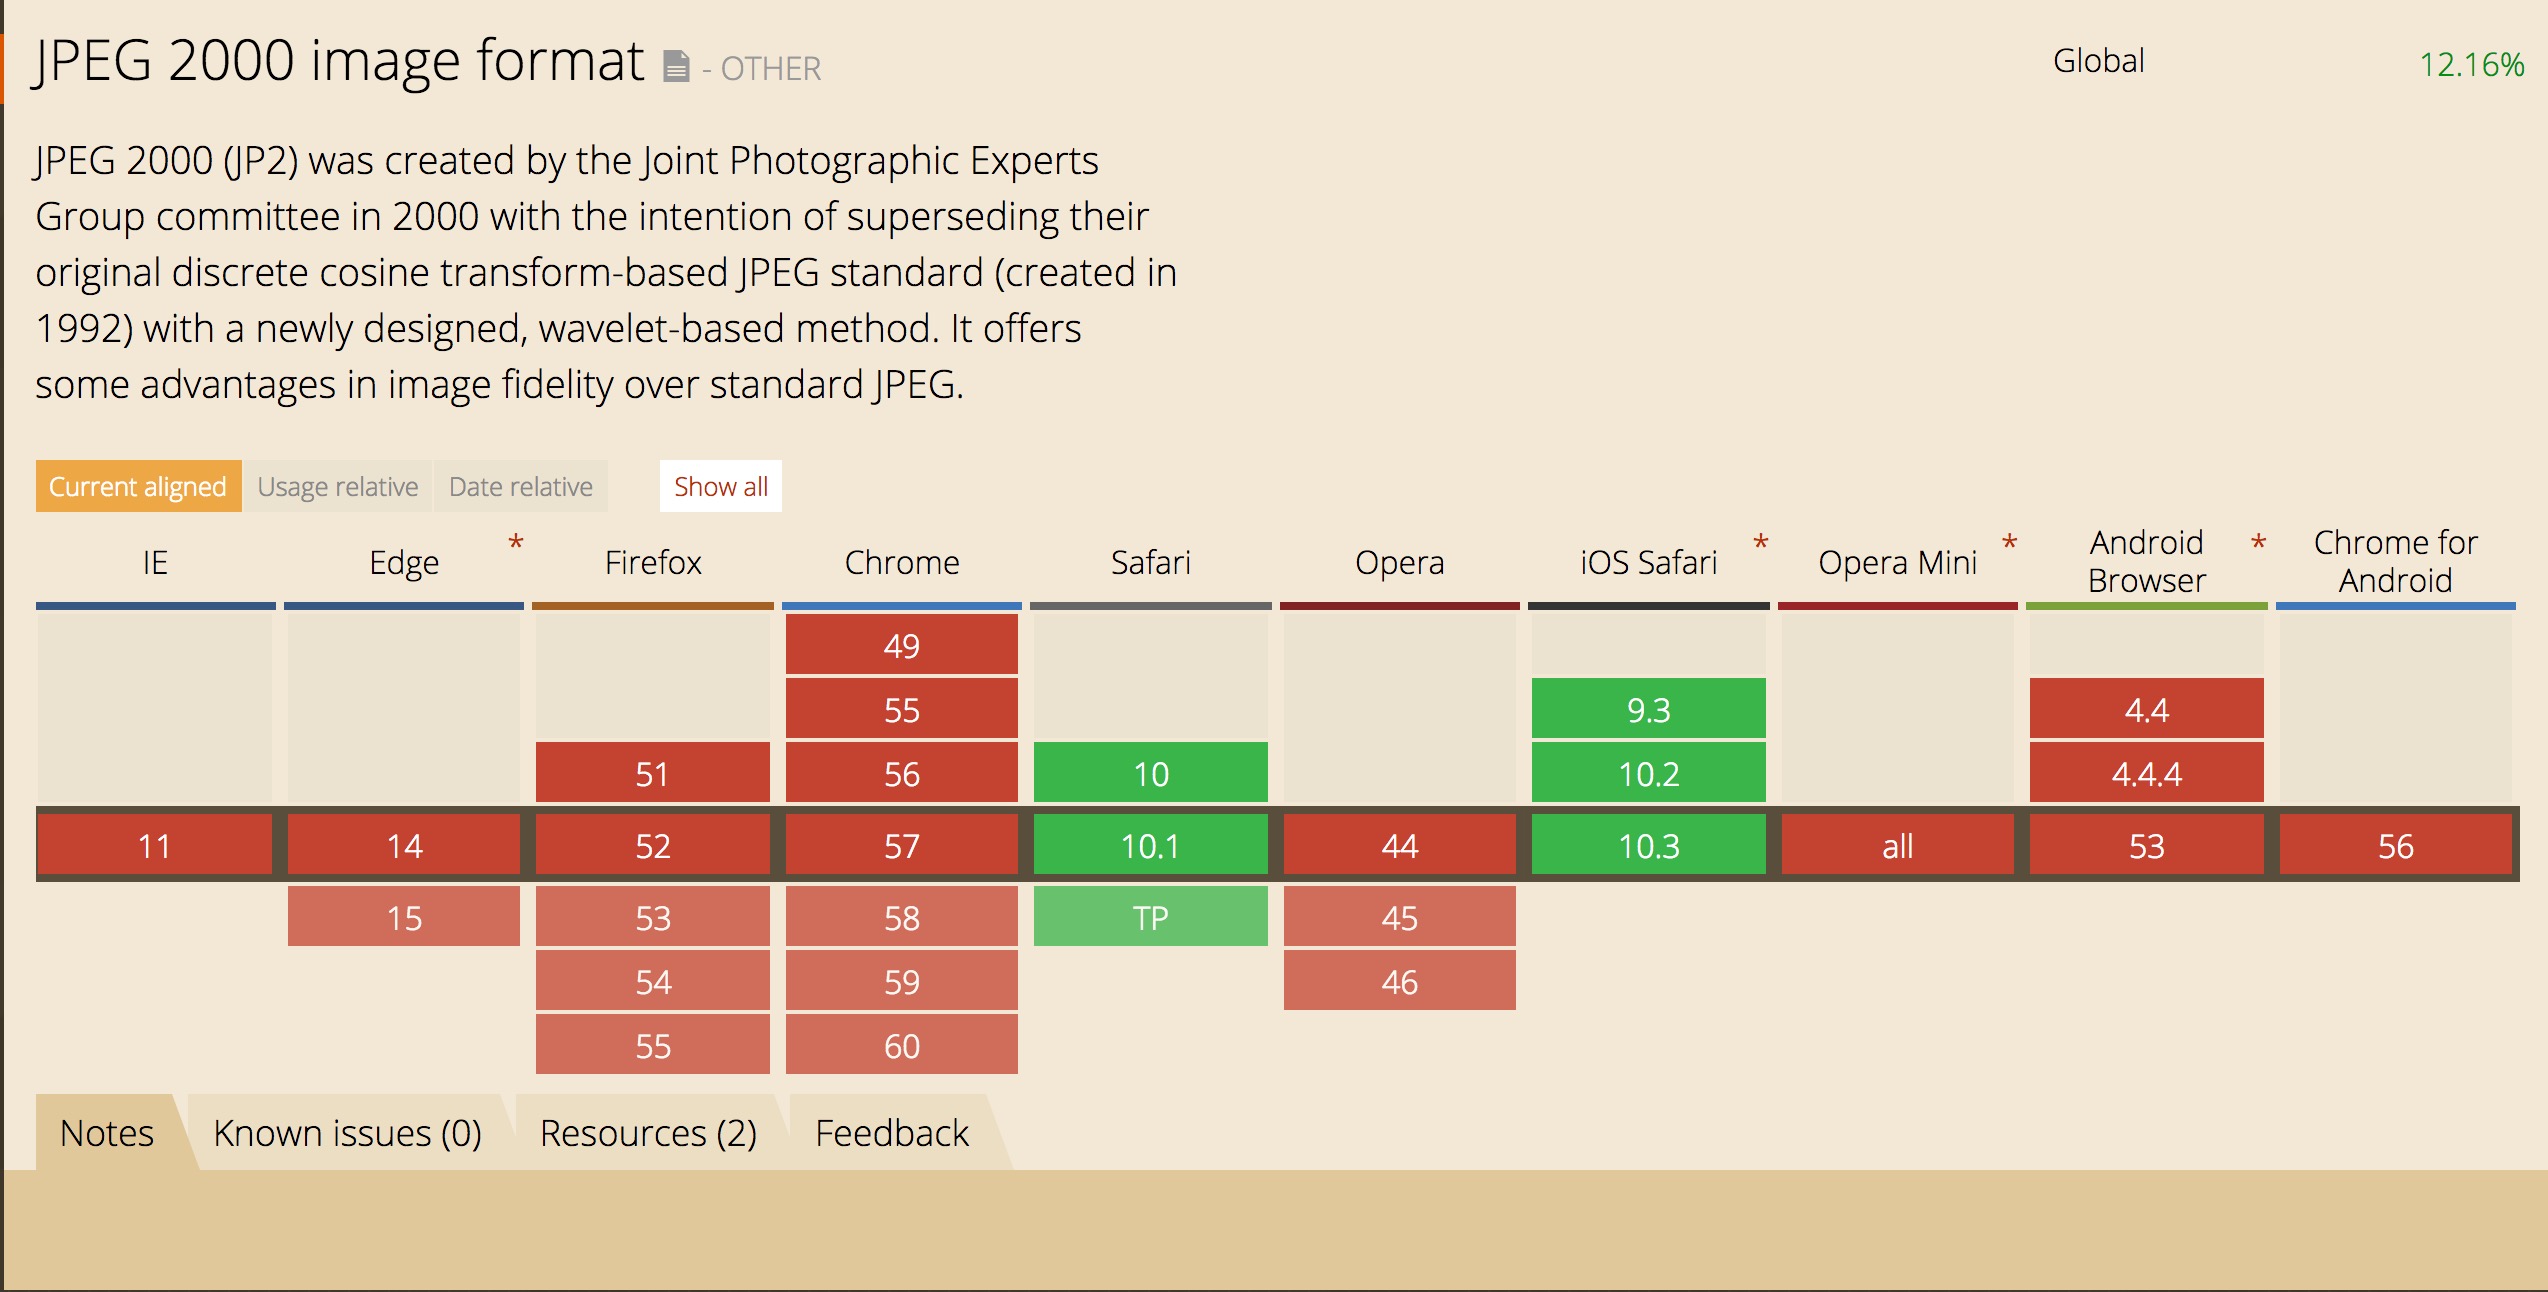 JPEG 2000 image format - OTHER
Global 12.16%
JPEG 2000 (JP2) was created by the Joint Photographic Experts
Group committee in 2000 with the intention of superseding their
original discrete cosine transform-based JPEG standard (created in
1992) with a newly designed, wavelet-based method. It offers
some advantages in image fidelity over standard JPEG.
Current aligned Usage relative Date relative Show all
IE Edge * Firefox Chrome Safari Opera iOS Safari * Opera Mini * Android Browser * Chrome for Android
49
55 9.3 4.4
51 56 10 10.2 4.4.4
11 14 52 57 10.1 44 10.3 all 53 56
15 53 58 TP 45
54 59 46
55 60
Notes Known issues (0) Resources (2) Feedback